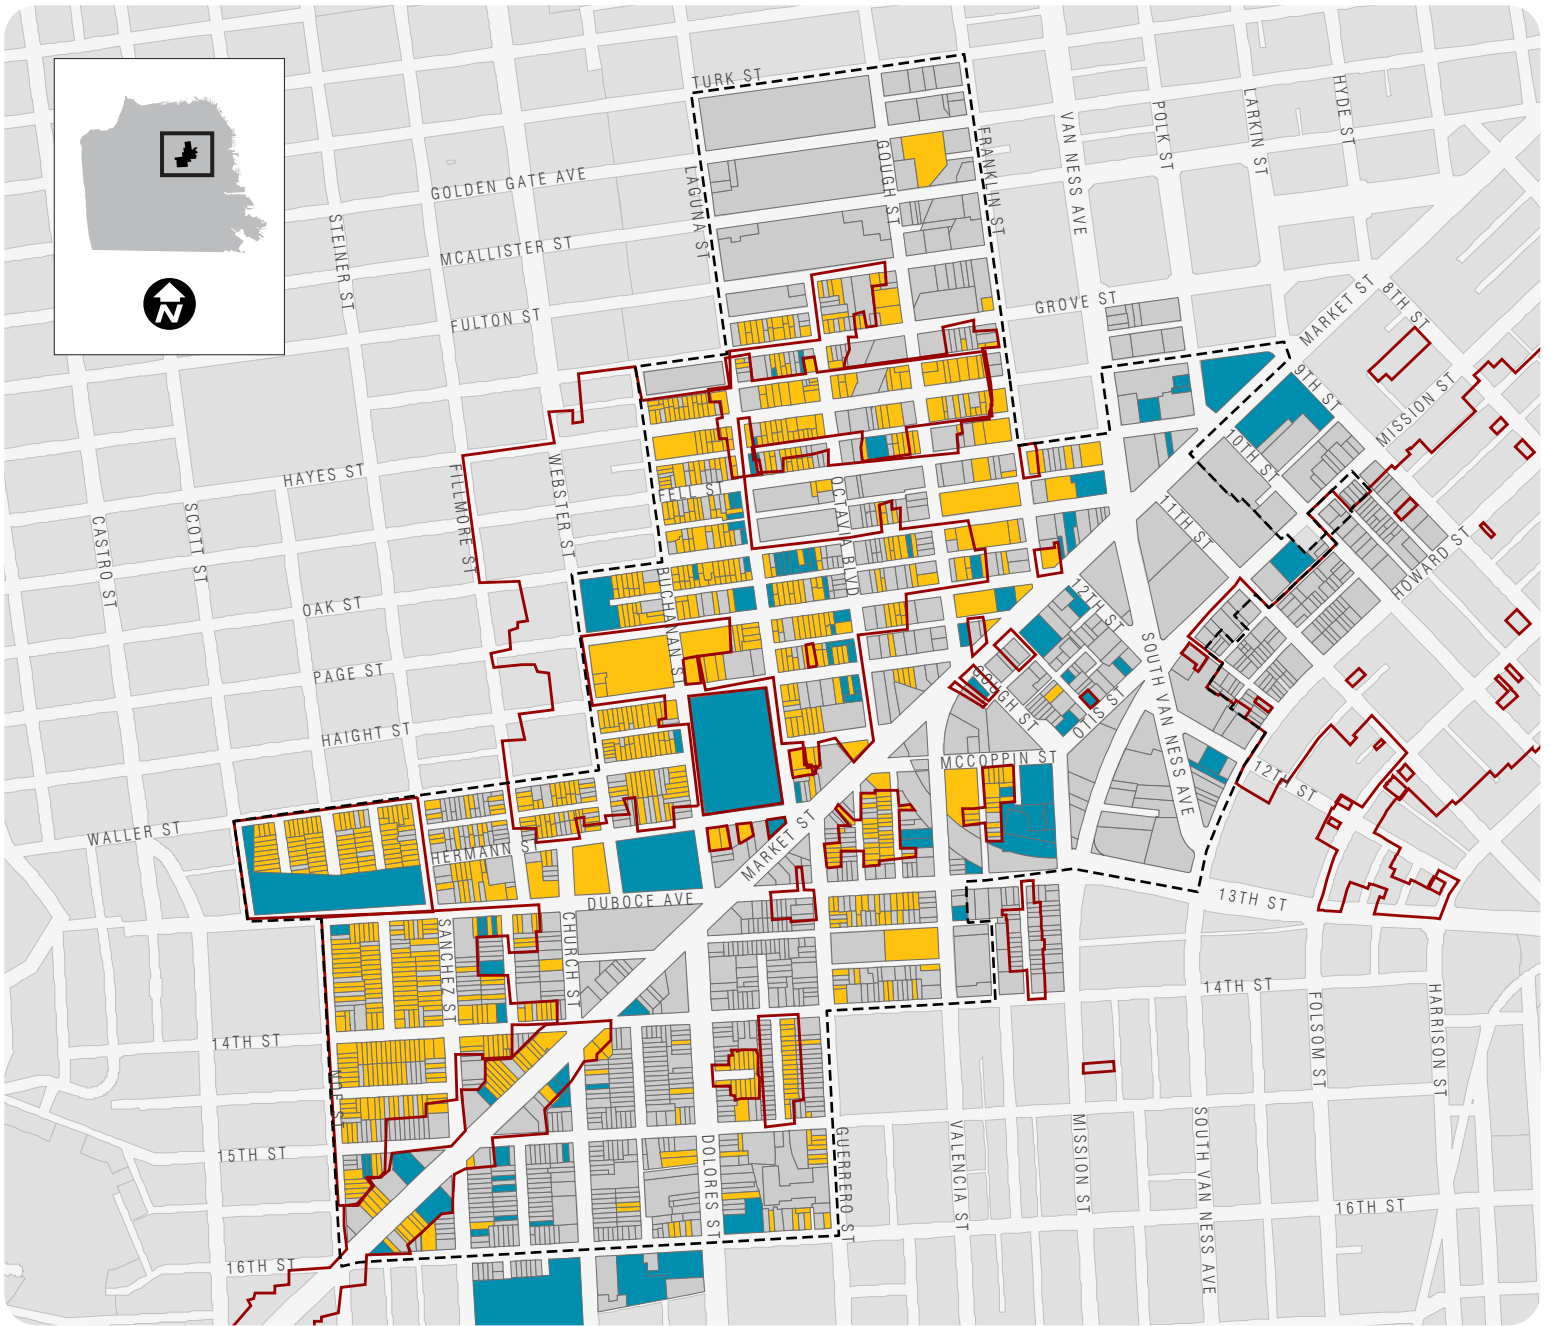 TURK ST
GOLDEN GATE AVE
MCALLISTER ST
FULTON ST
GROVE ST
LAGUNA ST
GOUGH ST
FRANKLIN ST
VAN NESS AVE
POLK ST
LARKIN ST
HYDE ST
STEINER ST
N
MARKET ST
8TH ST
9TH ST
MISSION ST
10TH ST
11TH ST
HOWARD ST
HAYES ST
FELL ST
OCTAVIA BLVD
CASTRO ST
SCOTT ST
FILLMORE ST
WEBSTER ST
BUCHANAN ST
OAK ST
PAGE ST
HAIGHT ST
12TH ST
GOUGH ST
OTIS ST
SOUTH VAN NESS AVE
MCCOPPIN ST
12TH ST
WALLER ST
HERMANN ST
MARKET ST
DUBOCE AVE
13TH ST
SANCHEZ ST
CHURCH ST
14TH ST
14TH ST
FOLSOM ST
HARRISON ST
NOE ST
15TH ST
DOLORES ST
GUERRERO ST
VALENCIA ST
MISSION ST
SOUTH VAN NESS AVE
16TH ST
16TH ST